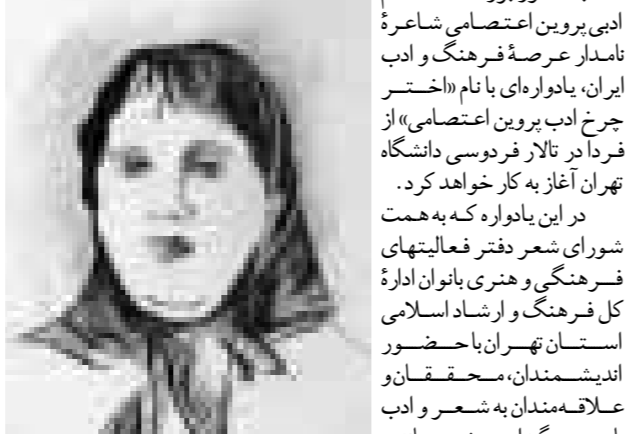 ادبی پروین اعتصامی شاعرهٔ
نامدار عرصهٔ فرهنگ و ادب
ایران، یادواره‌ای با نام «اختر
چرخ ادب پروین اعتصامی» از
فردا در تالار فردوسی دانشگاه
تهران آغاز به کار خواهد کرد.
در این یادواره که به همت
شورای شعر دفتر فعالیتهای
فرهنگی و هنری بانوان ادارهٔ
کل فرهنگ و ارشاد اسلامی
استان تهران با حضور
اندیشمندان، محققان و
علاقه‌مندان به شعر و ادب